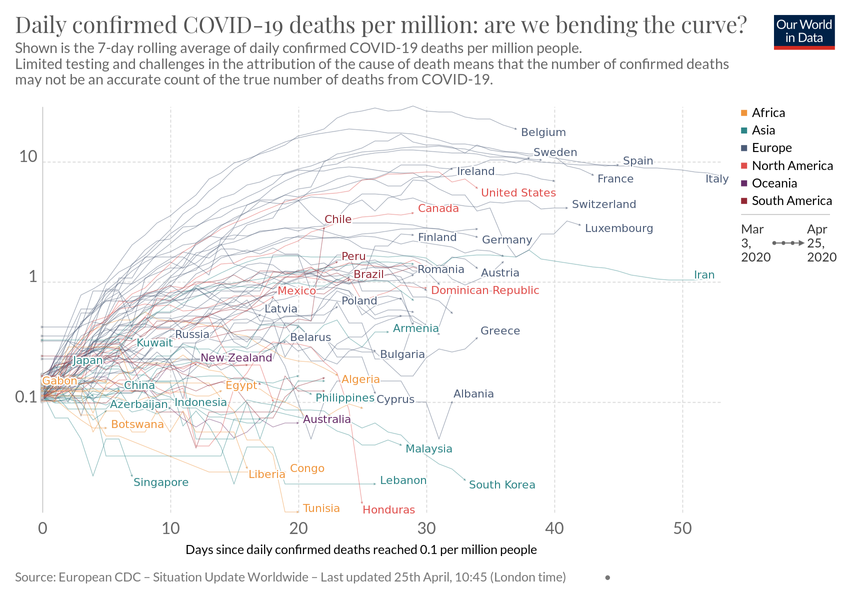 Daily confirmed COVID-19 deaths per million: are we bending the curve?
Our World
in Data
Shown is the 7-day rolling average of daily confirmed COVID-19 deaths per million people.
Limited testing and challenges in the attribution of the cause of death means that the number of confirmed deaths
may not be an accurate count of the true number of deaths from COVID-19.
Africa
Asia
Europe
North America
Oceania
South America
Mar
3,
2020
Apr
25,
2020
10
1
0.1
Belgium
Sweden
Spain
Ireland
France
Italy
United States
Switzerland
Canada
Chile
Luxembourg
Finland
Germany
Peru
Romania
Austria
Iran
Brazil
Mexico
Dominican Republic
Poland
Latvia
Russia
Armenia
Greece
Kuwait
Belarus
Japan
New Zealand
Bulgaria
Gabon
China
Egypt
Algeria
Azerbaijan
Indonesia
Philippines
Cyprus
Albania
Botswana
Australia
Malaysia
Liberia
Congo
Singapore
Lebanon
South Korea
Tunisia
Honduras
0
10
20
30
40
50
Days since daily confirmed deaths reached 0.1 per million people
Source: European CDC – Situation Update Worldwide – Last updated 25th April, 10:45 (London time)